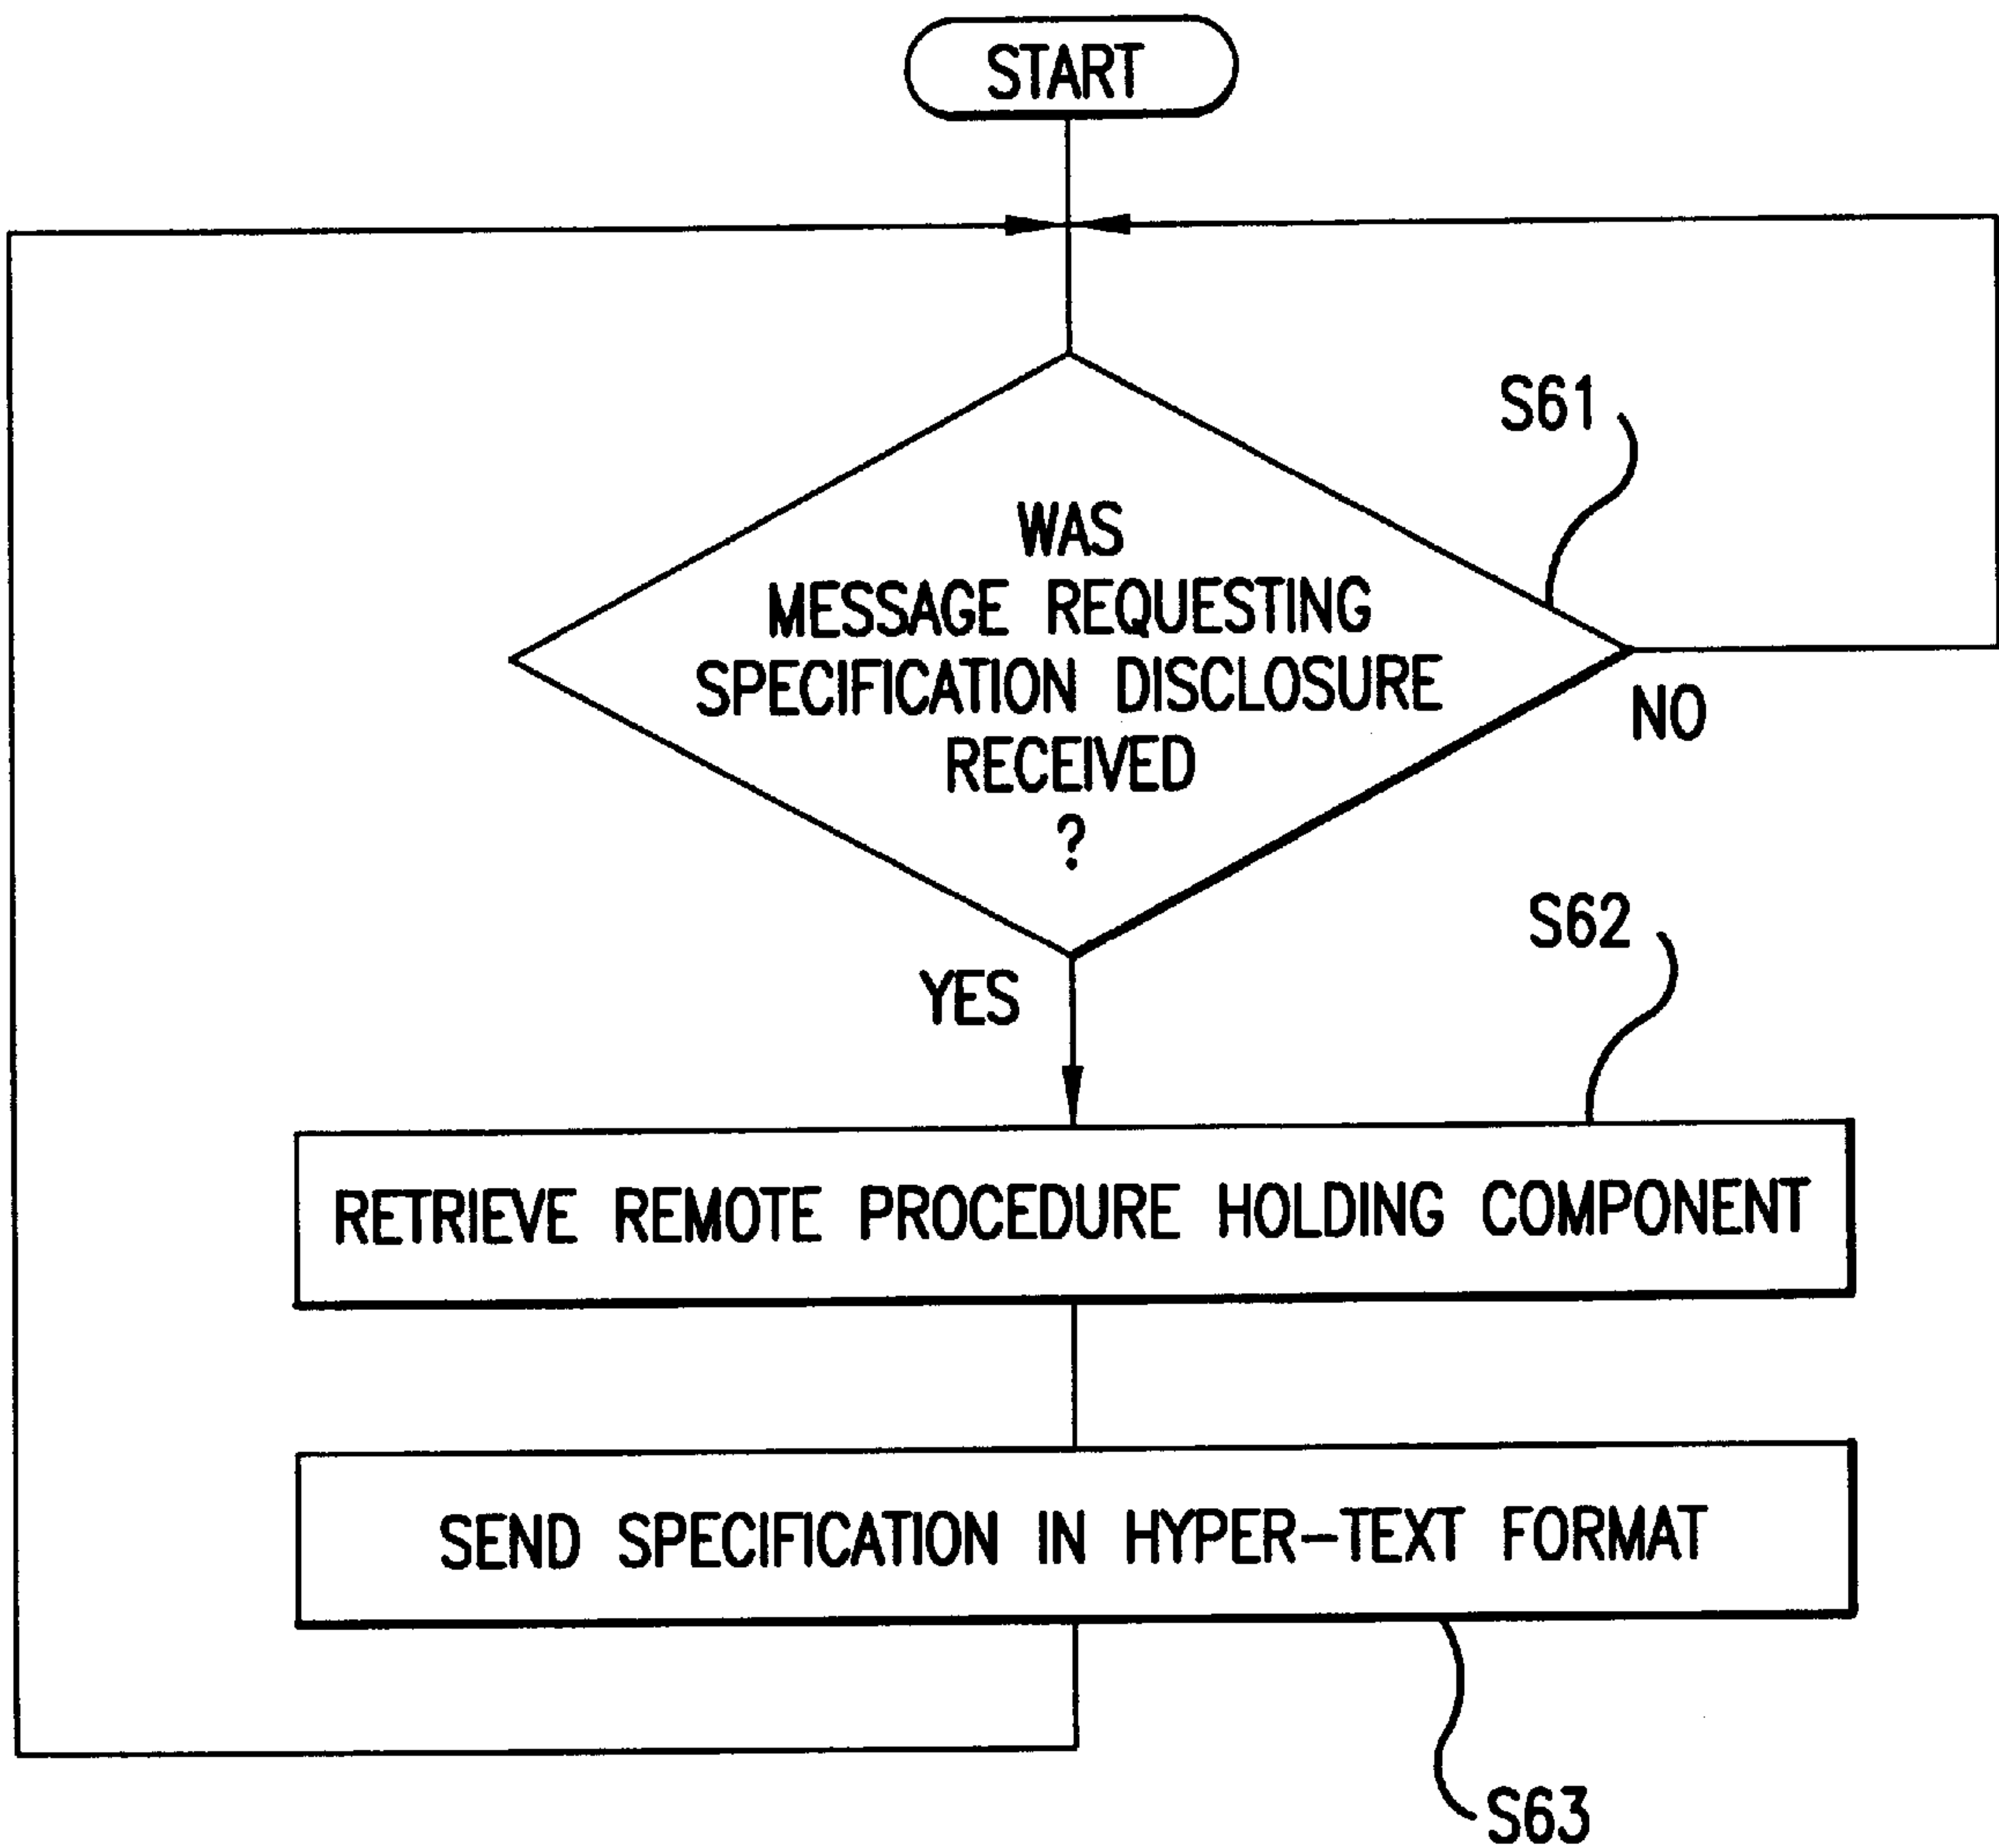 START
S61
WAS
MESSAGE REQUESTING
SPECIFICATION DISCLOSURE
RECEIVED
?
NO
YES
S62
RETRIEVE REMOTE PROCEDURE HOLDING COMPONENT
SEND SPECIFICATION IN HYPER-TEXT FORMAT
S63